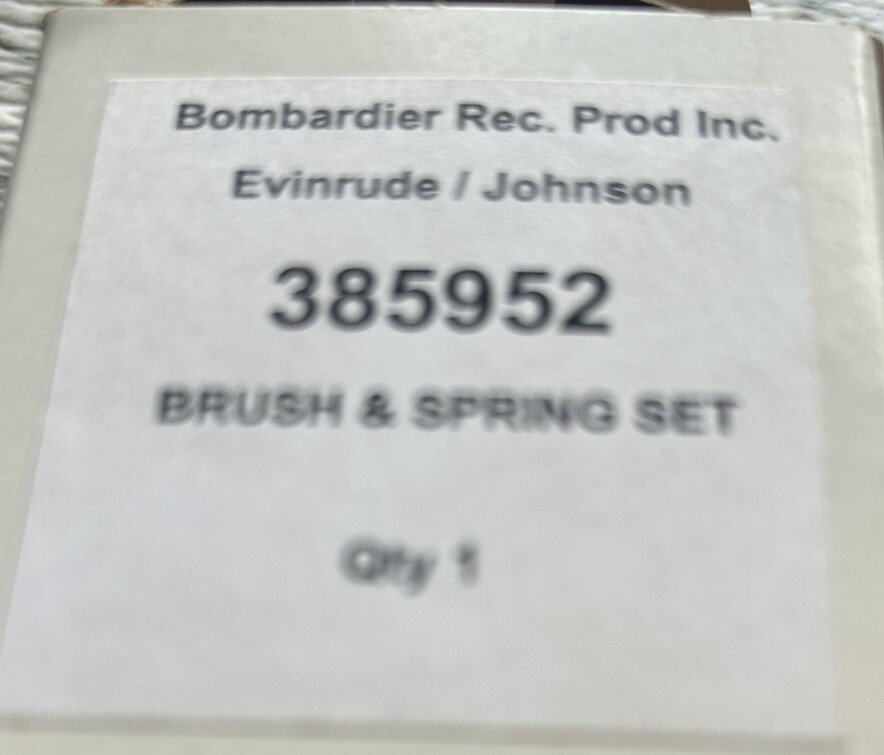 Bombardier Rec. Prod Inc.
Evinrude / Johnson
385952
BRUSH & SPRING SET
Qty 1